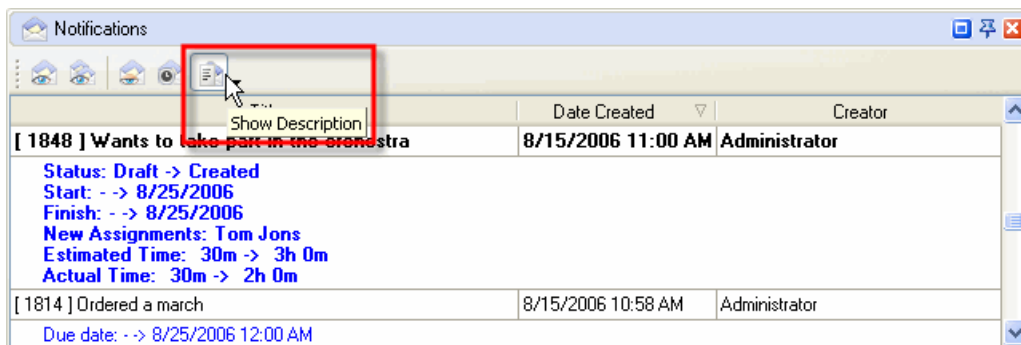 Notifications
Date Created Creator
Show Description
[ 1848 ] Wants to take part in the orchestra 8/15/2006 11:00 AM Administrator
Status: Draft -> Created
Start: - -> 8/25/2006
Finish: - -> 8/25/2006
New Assignments: Tom Jons
Estimated Time: 30m -> 3h 0m
Actual Time: 30m -> 2h 0m
[ 1814 ] Ordered a march 8/15/2006 10:58 AM Administrator
Due date: - -> 8/25/2006 12:00 AM